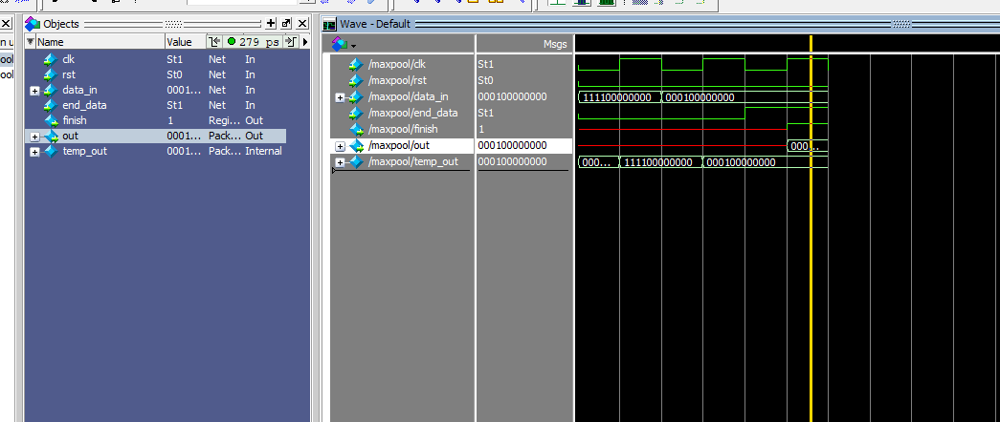 Objects
Name Value 279 ps
clk St1 Net In
rst St0 Net In
data_in 0001... Net In
end_data St1 Net In
finish 1 Regi... Out
out 0001... Pack... Out
temp_out 0001... Pack... Internal
Wave - Default
Msgs
/maxpool/clk St1
/maxpool/rst St0
/maxpool/data_in 000100000000 111100000000 000100000000
/maxpool/end_data St1
/maxpool/finish 1
/maxpool/out 000100000000 000...
/maxpool/temp_out 000100000000 000... 111100000000 000100000000
n u
ool
ool